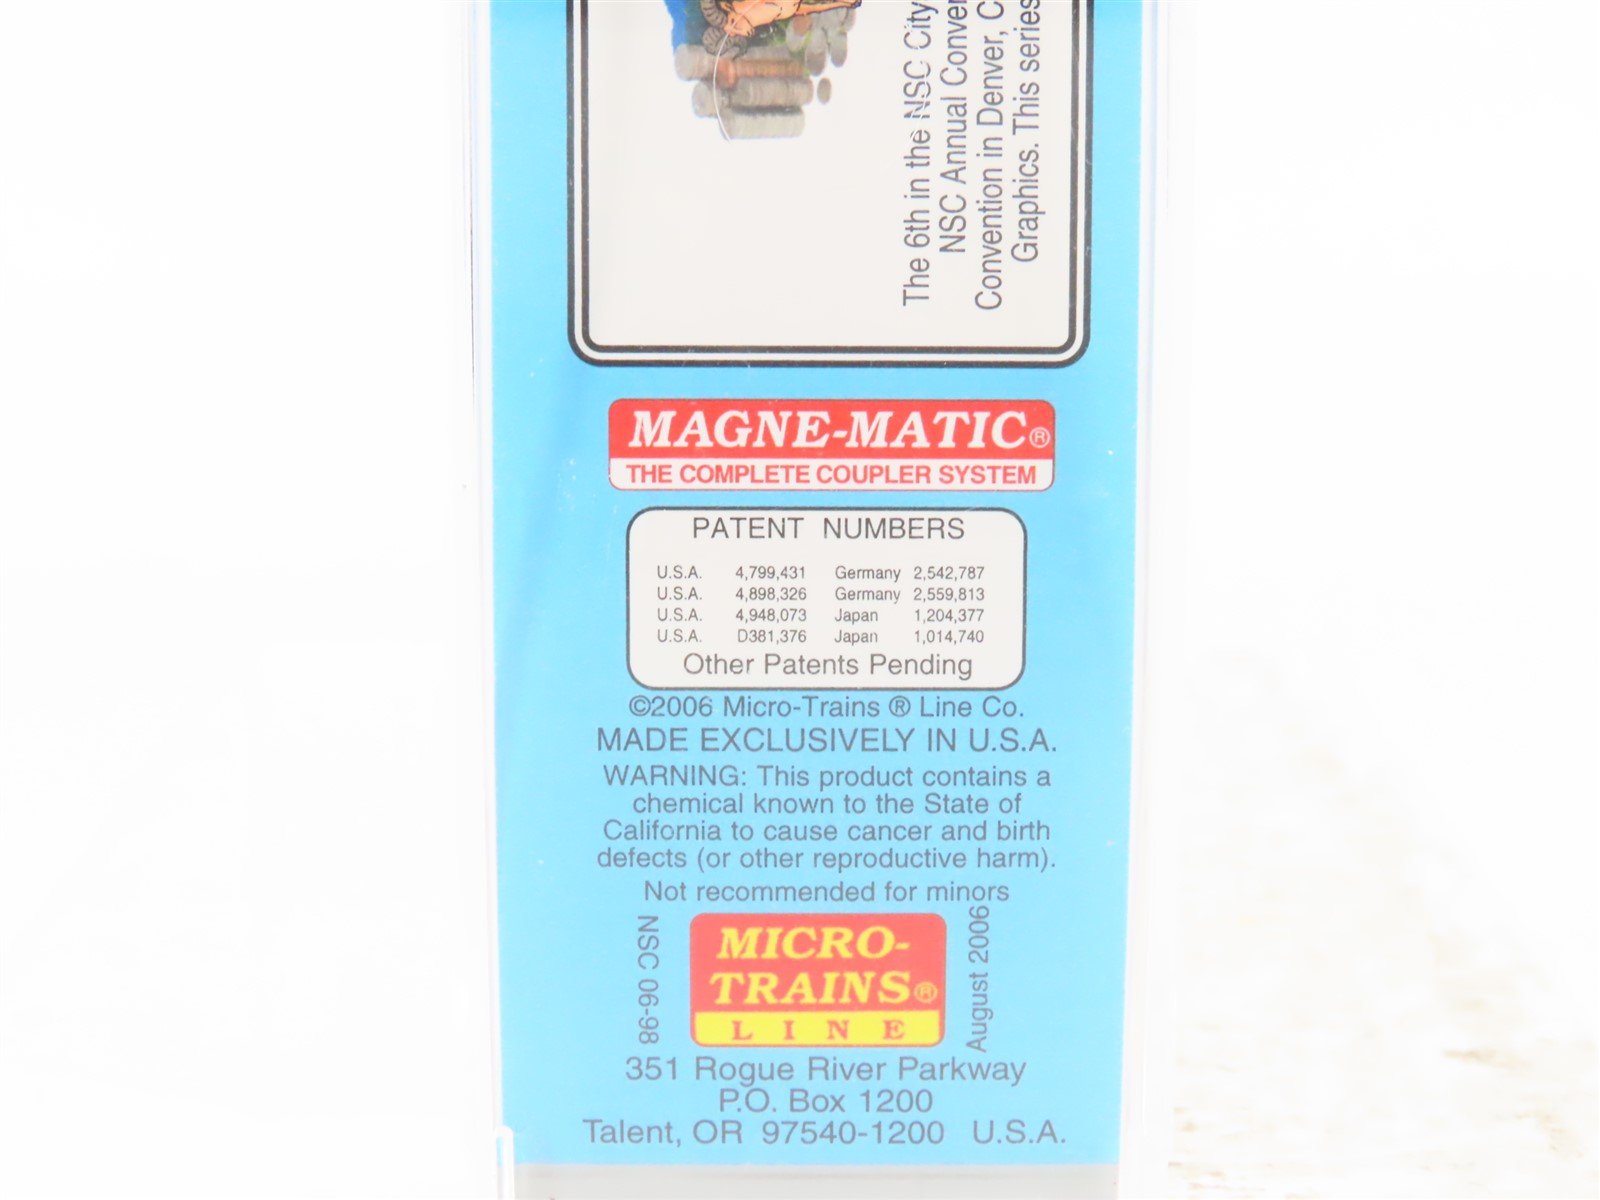 The 6th in the NSC City
NSC Annual Conver
Convention in Denver, C
Graphics. This series
MAGNE-MATIC®
THE COMPLETE COUPLER SYSTEM
PATENT NUMBERS
U.S.A. 4,799,431 Germany 2,542,787
U.S.A. 4,898,326 Germany 2,559,813
U.S.A. 4,948,073 Japan 1,204,377
U.S.A. D381,376 Japan 1,014,740
Other Patents Pending
©2006 Micro-Trains ® Line Co.
MADE EXCLUSIVELY IN U.S.A.
WARNING: This product contains a
chemical known to the State of
California to cause cancer and birth
defects (or other reproductive harm).
Not recommended for minors
NSC 06-98
MICRO-
TRAINS®
LINE
August 2006
351 Rogue River Parkway
P.O. Box 1200
Talent, OR 97540-1200 U.S.A.